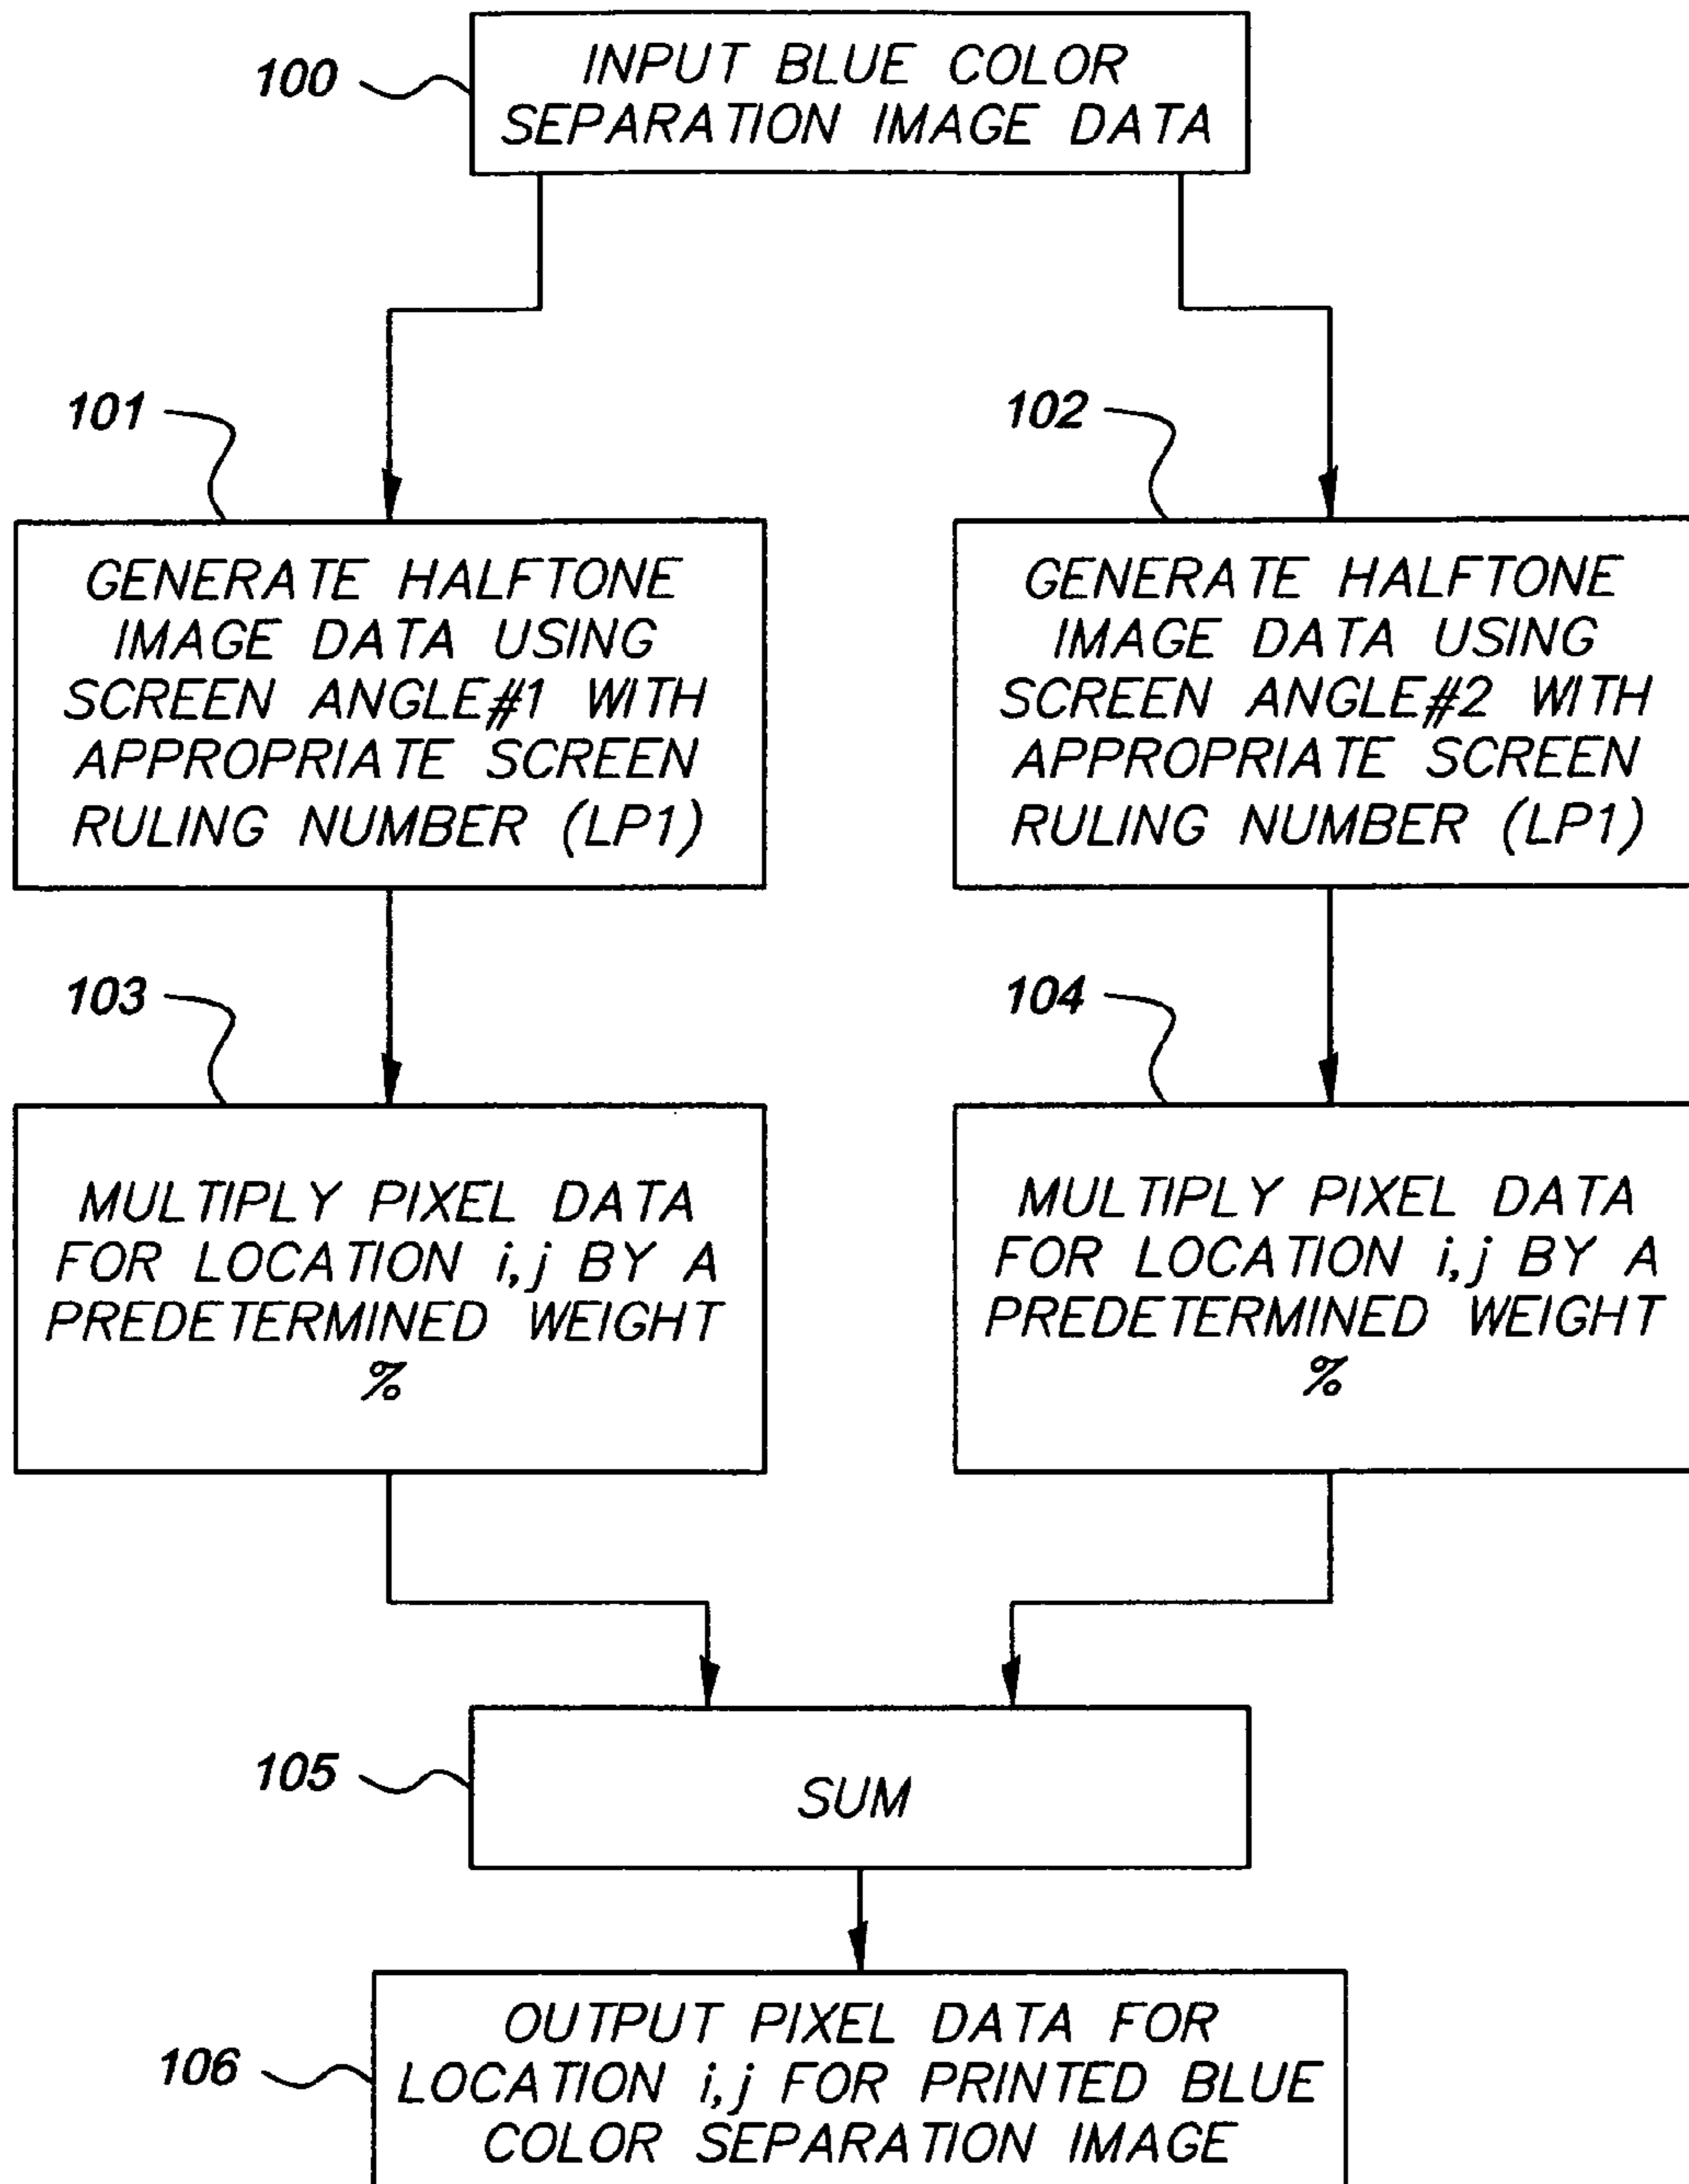 100
INPUT BLUE COLOR
SEPARATION IMAGE DATA
101
GENERATE HALFTONE
IMAGE DATA USING
SCREEN ANGLE#1 WITH
APPROPRIATE SCREEN
RULING NUMBER (LP1)
102
GENERATE HALFTONE
IMAGE DATA USING
SCREEN ANGLE#2 WITH
APPROPRIATE SCREEN
RULING NUMBER (LP1)
103
MULTIPLY PIXEL DATA
FOR LOCATION i,j BY A
PREDETERMINED WEIGHT
%
104
MULTIPLY PIXEL DATA
FOR LOCATION i,j BY A
PREDETERMINED WEIGHT
%
105
SUM
106
OUTPUT PIXEL DATA FOR
LOCATION i,j FOR PRINTED BLUE
COLOR SEPARATION IMAGE